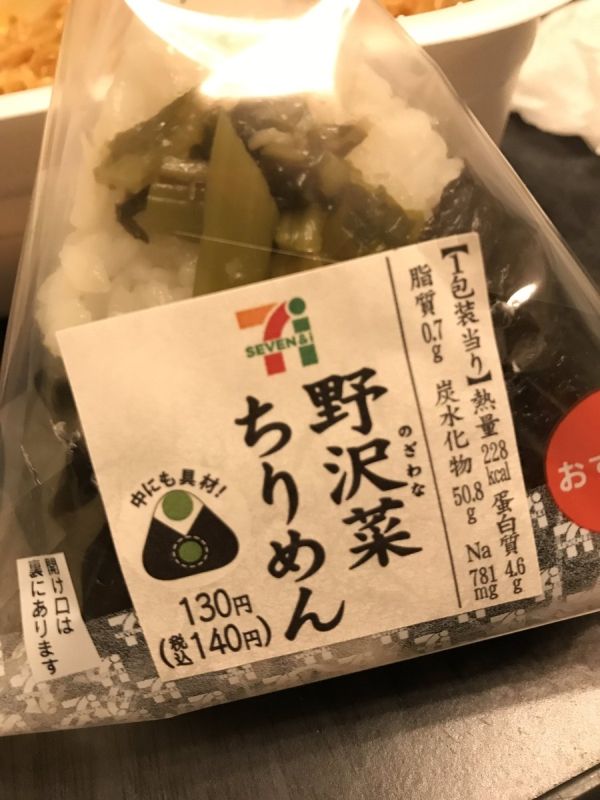 SEVEN&i
野沢菜
のざわな
ちりめん
【1包装当り】熱量228kcal 蛋白質4.6g
脂質0.7g 炭水化物50.8g Na781mg
中にも具材!
130円
(税込140円)
開け口は
裏にあります
おす